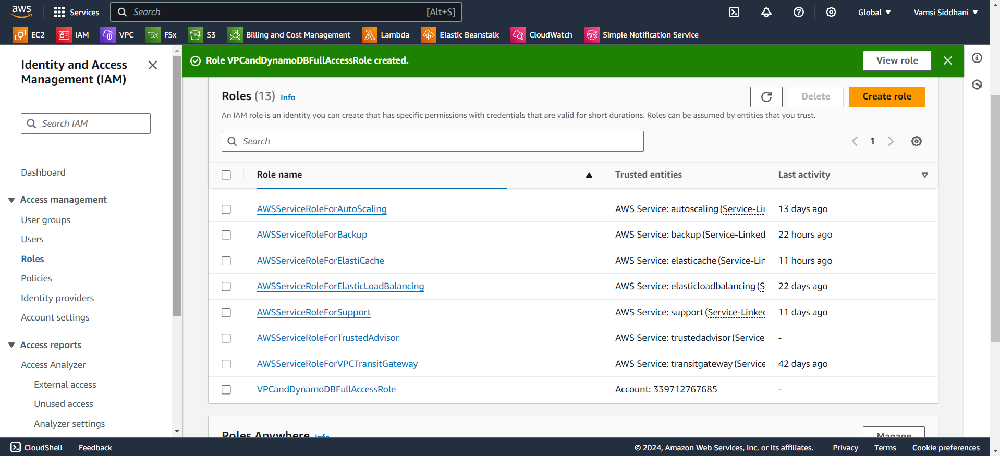 aws
Services
Search [Alt+S]
Global
Vamsi Siddhani
EC2
IAM
VPC
FSx FSx
S3
Billing and Cost Management
Lambda
Elastic Beanstalk
CloudWatch
Simple Notification Service
Identity and Access
Management (IAM)
Search IAM
Dashboard
Access management
User groups
Users
Roles
Policies
Identity providers
Account settings
Access reports
Access Analyzer
External access
Unused access
Analyzer settings
Role VPCandDynamoDBFullAccessRole created.
View role
Roles (13) Info
Delete
Create role
An IAM role is an identity you can create that has specific permissions with credentials that are valid for short durations. Roles can be assumed by entities that you trust.
Search
1
Role name Trusted entities Last activity
AWSServiceRoleForAutoScaling AWS Service: autoscaling (Service-Lin 13 days ago
AWSServiceRoleForBackup AWS Service: backup (Service-Linked 22 hours ago
AWSServiceRoleForElastiCache AWS Service: elasticache (Service-Lin 11 hours ago
AWSServiceRoleForElasticLoadBalancing AWS Service: elasticloadbalancing (S 22 days ago
AWSServiceRoleForSupport AWS Service: support (Service-Linked 11 days ago
AWSServiceRoleForTrustedAdvisor AWS Service: trustedadvisor (Service- -
AWSServiceRoleForVPCTransitGateway AWS Service: transitgateway (Service 42 days ago
VPCandDynamoDBFullAccessRole Account: 339712767685 -
Roles Anywhere Info
Manage
CloudShell
Feedback
© 2024, Amazon Web Services, Inc. or its affiliates.
Privacy
Terms
Cookie preferences